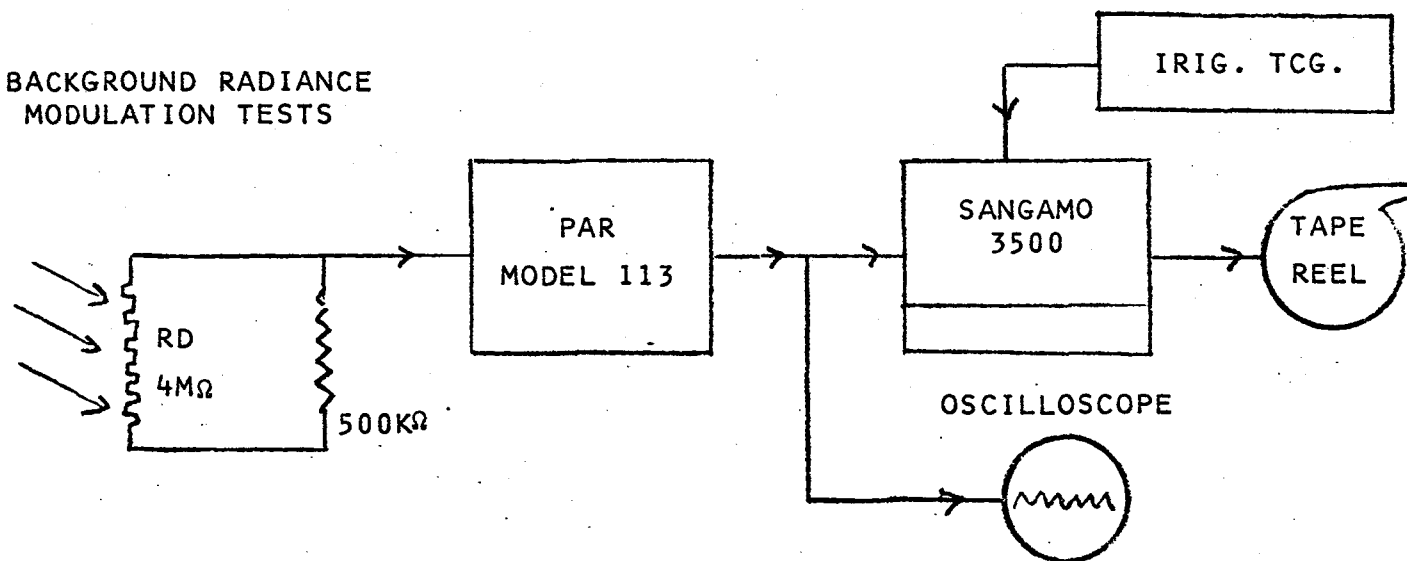 BACKGROUND RADIANCE
MODULATION TESTS
IRIG. TCG.
PAR
MODEL 113
SANGAMO
3500
TAPE
REEL
RD
4MΩ
500KΩ
OSCILLOSCOPE